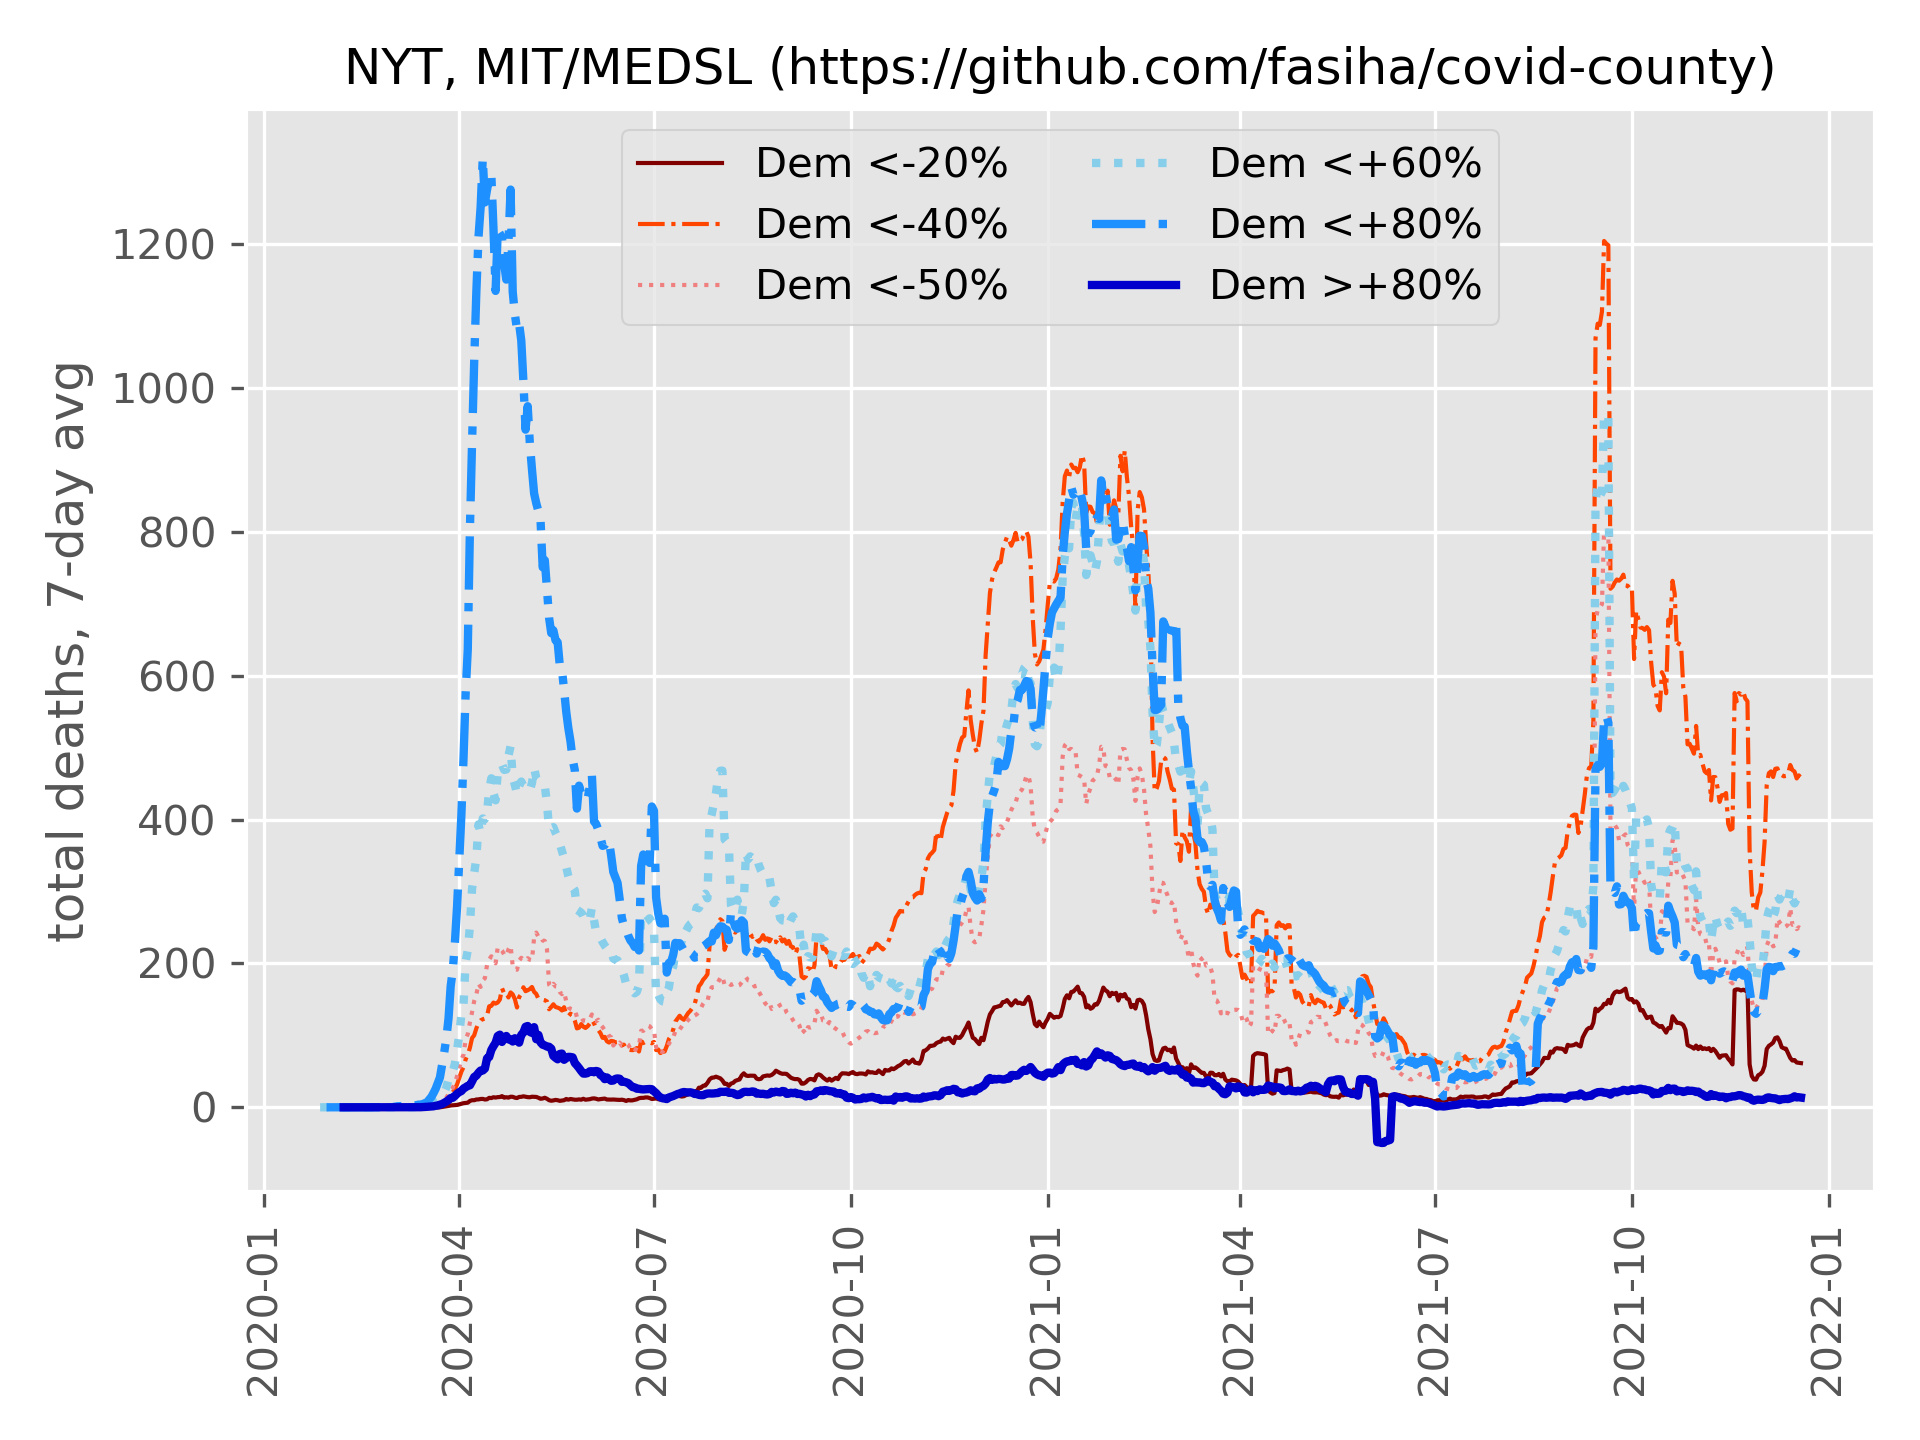 NYT, MIT/MEDSL (https://github.com/fasiha/covid-county)
Dem <-20%
Dem <-40%
Dem <-50%
Dem <+60%
Dem <+80%
Dem >+80%
total deaths, 7-day avg
1200
1000
800
600
400
200
0
2020-01
2020-04
2020-07
2020-10
2021-01
2021-04
2021-07
2021-10
2022-01